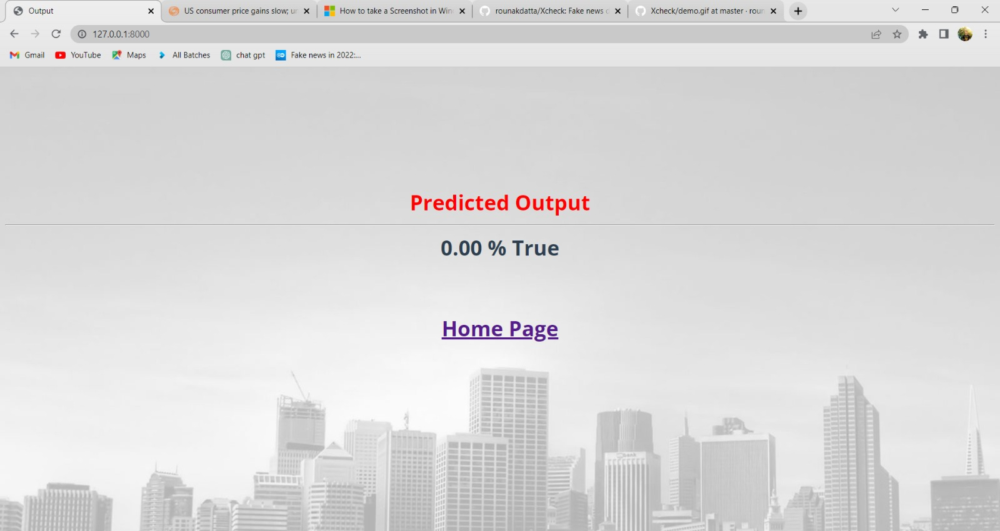 Output
US consumer price gains slow; un
How to take a Screenshot in Win
rounakdatta/Xcheck: Fake news d
Xcheck/demo.gif at master · roun
127.0.0.1:8000
Gmail YouTube Maps All Batches chat gpt Fake news in 2022:...
Predicted Output
0.00 % True
Home Page